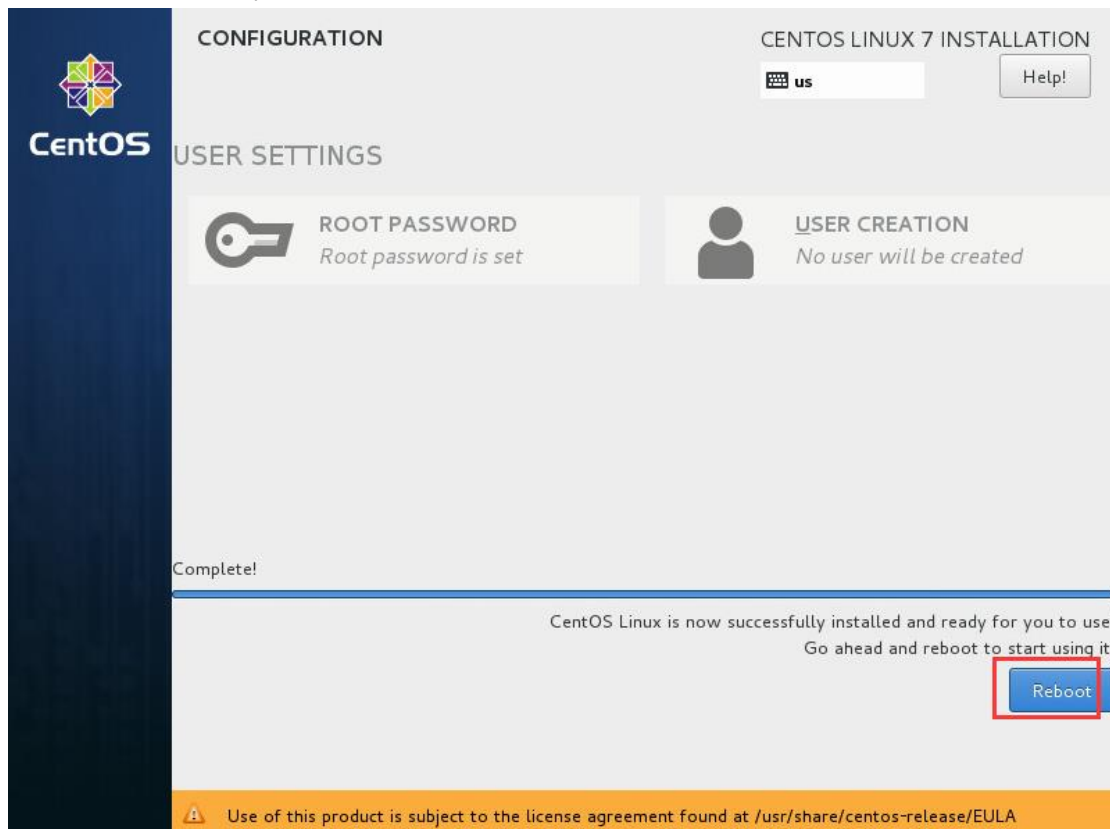 CONFIGURATION
CENTOS LINUX 7 INSTALLATION
us
Help!
CentOS
USER SETTINGS
ROOT PASSWORD
Root password is set
USER CREATION
No user will be created
Complete!
CentOS Linux is now successfully installed and ready for you to use
Go ahead and reboot to start using it
Reboot
Use of this product is subject to the license agreement found at /usr/share/centos-release/EULA